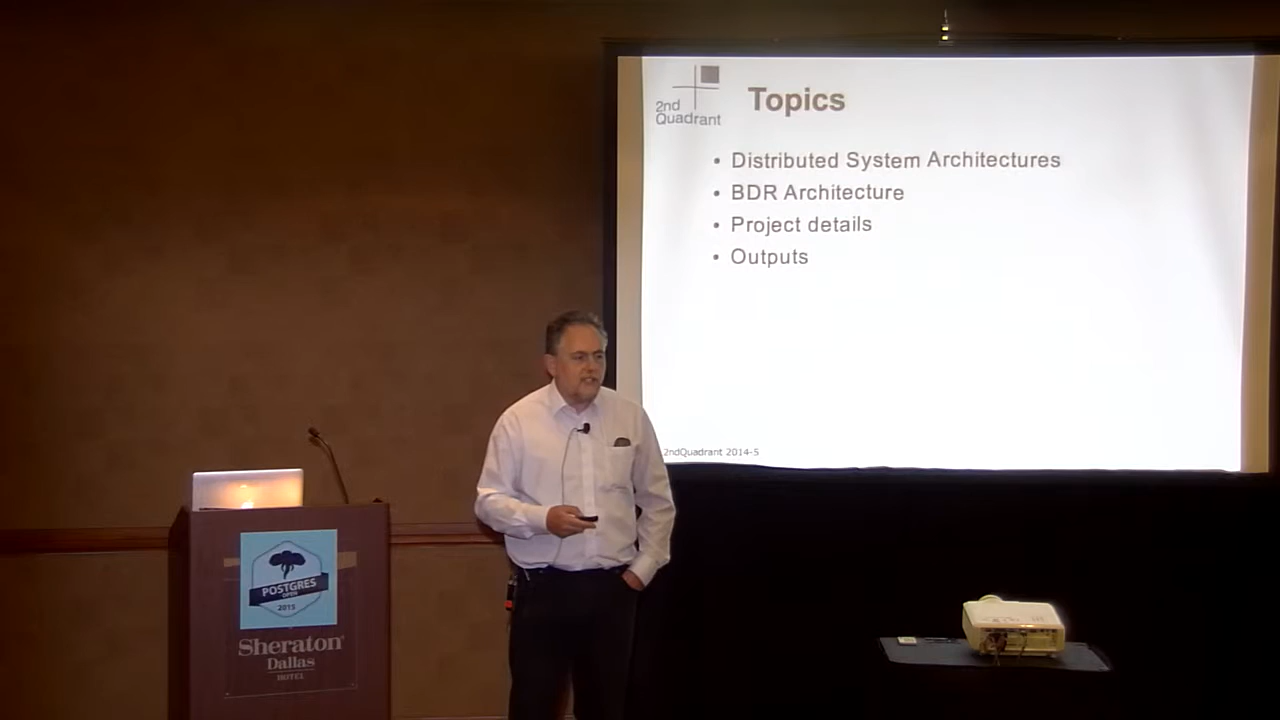 2nd
Quadrant
Topics
• Distributed System Architectures
• BDR Architecture
• Project details
• Outputs
2ndQuadrant 2014-5
POSTGRES
OPEN
2015
Sheraton
Dallas
HOTEL